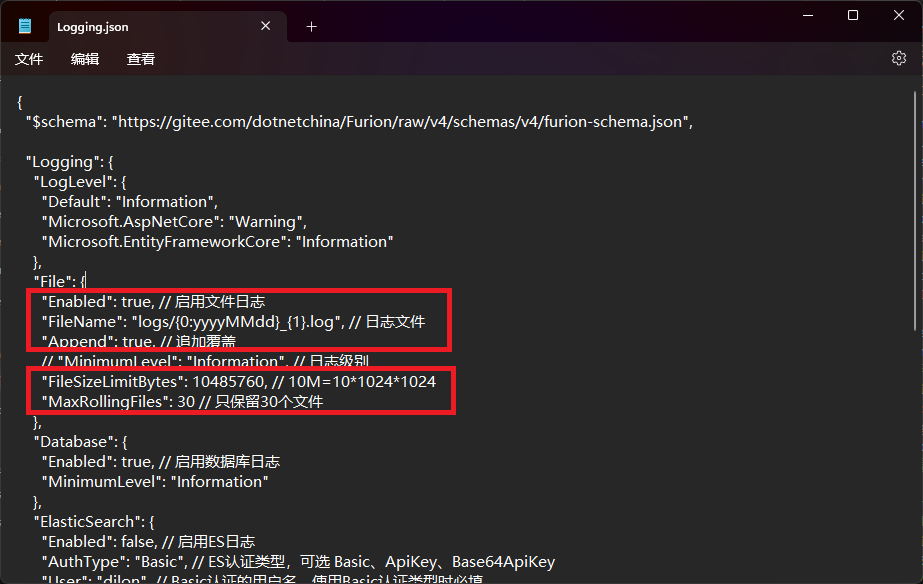 Logging.json
文件 编辑 查看
{
"$schema": "https://gitee.com/dotnetchina/Furion/raw/v4/schemas/v4/furion-schema.json",
"Logging": {
"LogLevel": {
"Default": "Information",
"Microsoft.AspNetCore": "Warning",
"Microsoft.EntityFrameworkCore": "Information"
},
"File": {
"Enabled": true, // 启用文件日志
"FileName": "logs/{0:yyyyMMdd}_{1}.log", // 日志文件
"Append": true, // 追加覆盖
// "MinimumLevel": "Information", // 日志级别
"FileSizeLimitBytes": 10485760, // 10M=10*1024*1024
"MaxRollingFiles": 30 // 只保留30个文件
},
"Database": {
"Enabled": true, // 启用数据库日志
"MinimumLevel": "Information"
},
"ElasticSearch": {
"Enabled": false, // 启用ES日志
"AuthType": "Basic", // ES认证类型，可选 Basic、ApiKey、Base64ApiKey
"User": "dilon", // Basic认证的用户名，使用Basic认证类型时必填